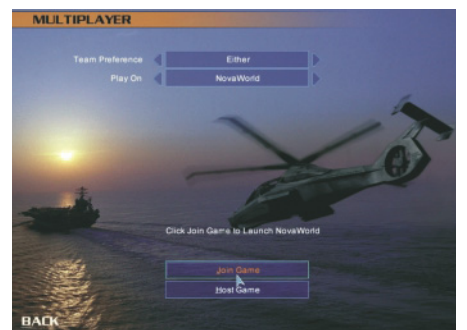 MULTIPLAYER
Team Preference Either
Play On NovaWorld
Click Join Game to Launch NovaWorld
Join Game
Host Game
BACK